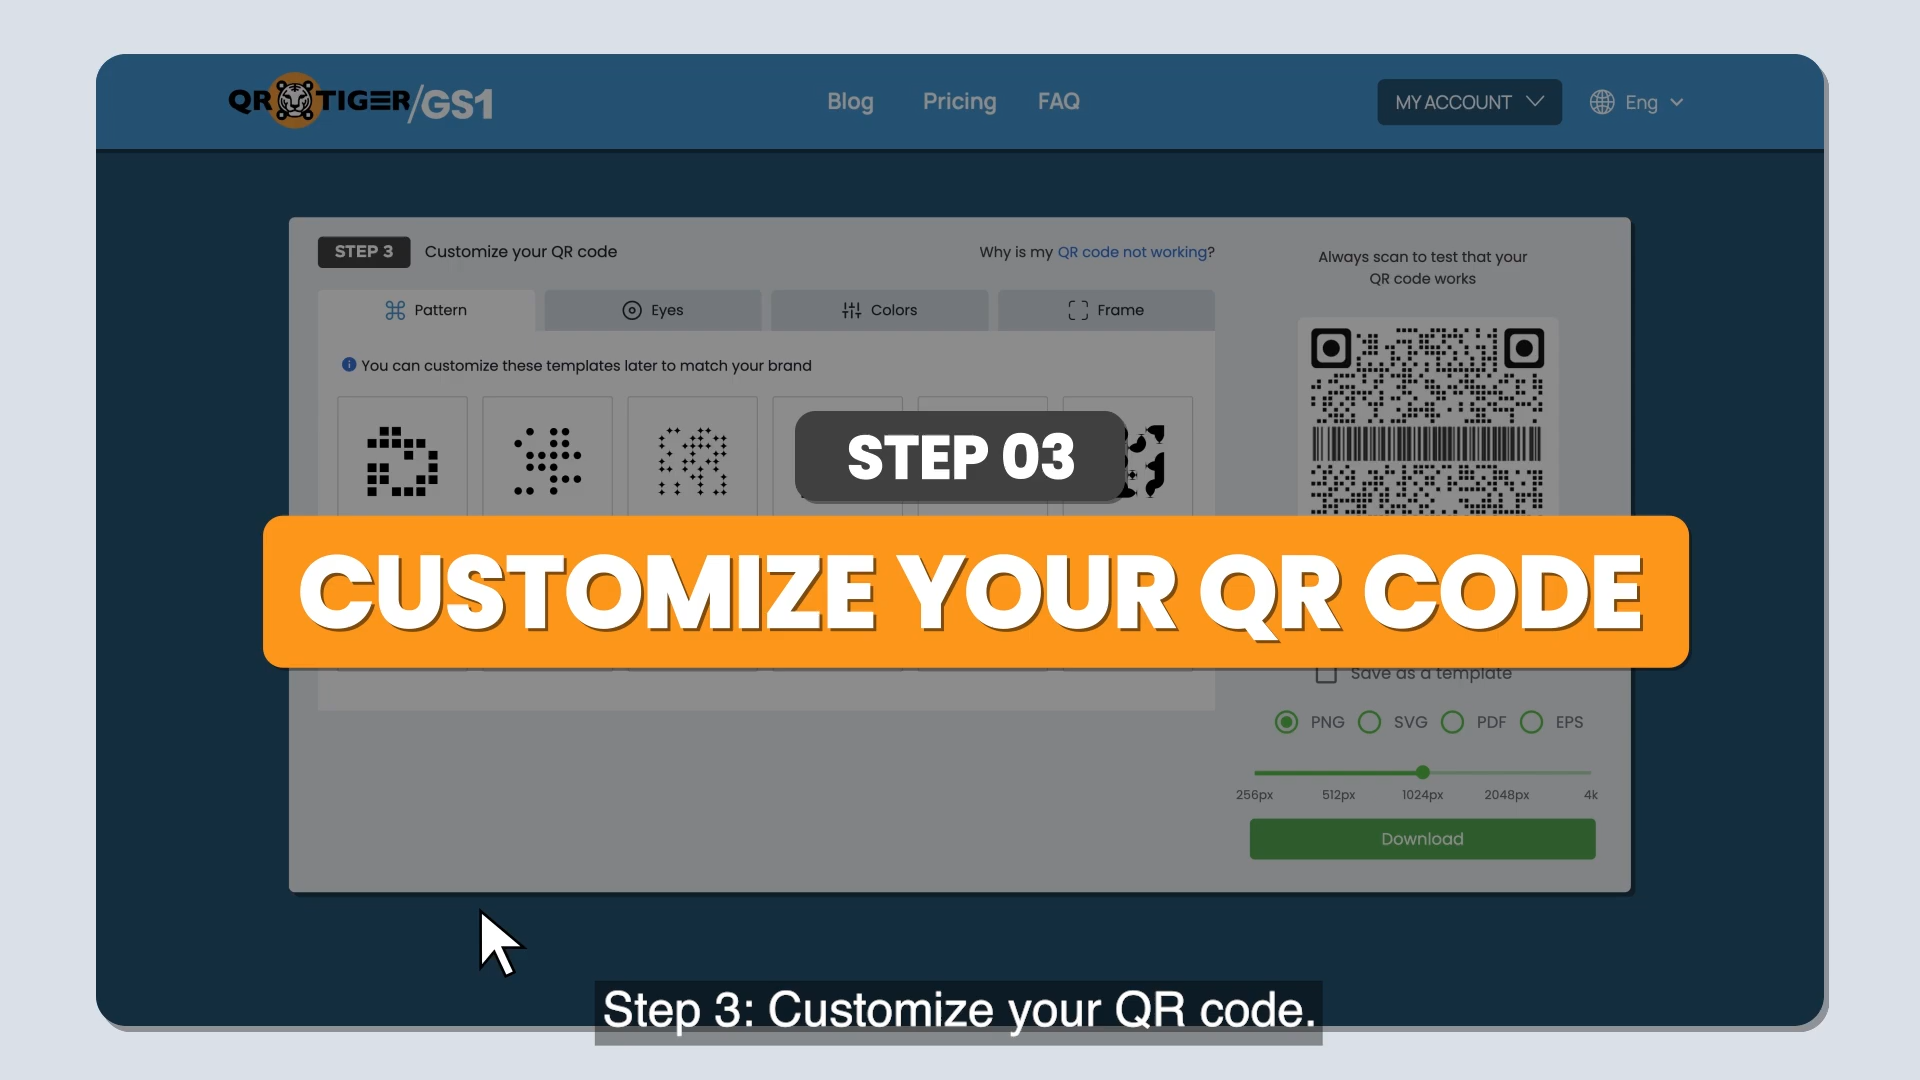 QR TIGER/GS1
Blog
Pricing
FAQ
MY ACCOUNT
Eng
STEP 3
Customize your QR code
Why is my QR code not working?
Always scan to test that your
QR code works
Pattern
Eyes
Colors
Frame
You can customize these templates later to match your brand
STEP 03
CUSTOMIZE YOUR QR CODE
Save as a template
PNG
SVG
PDF
EPS
256px
512px
1024px
2048px
4k
Download
Step 3: Customize your QR code.